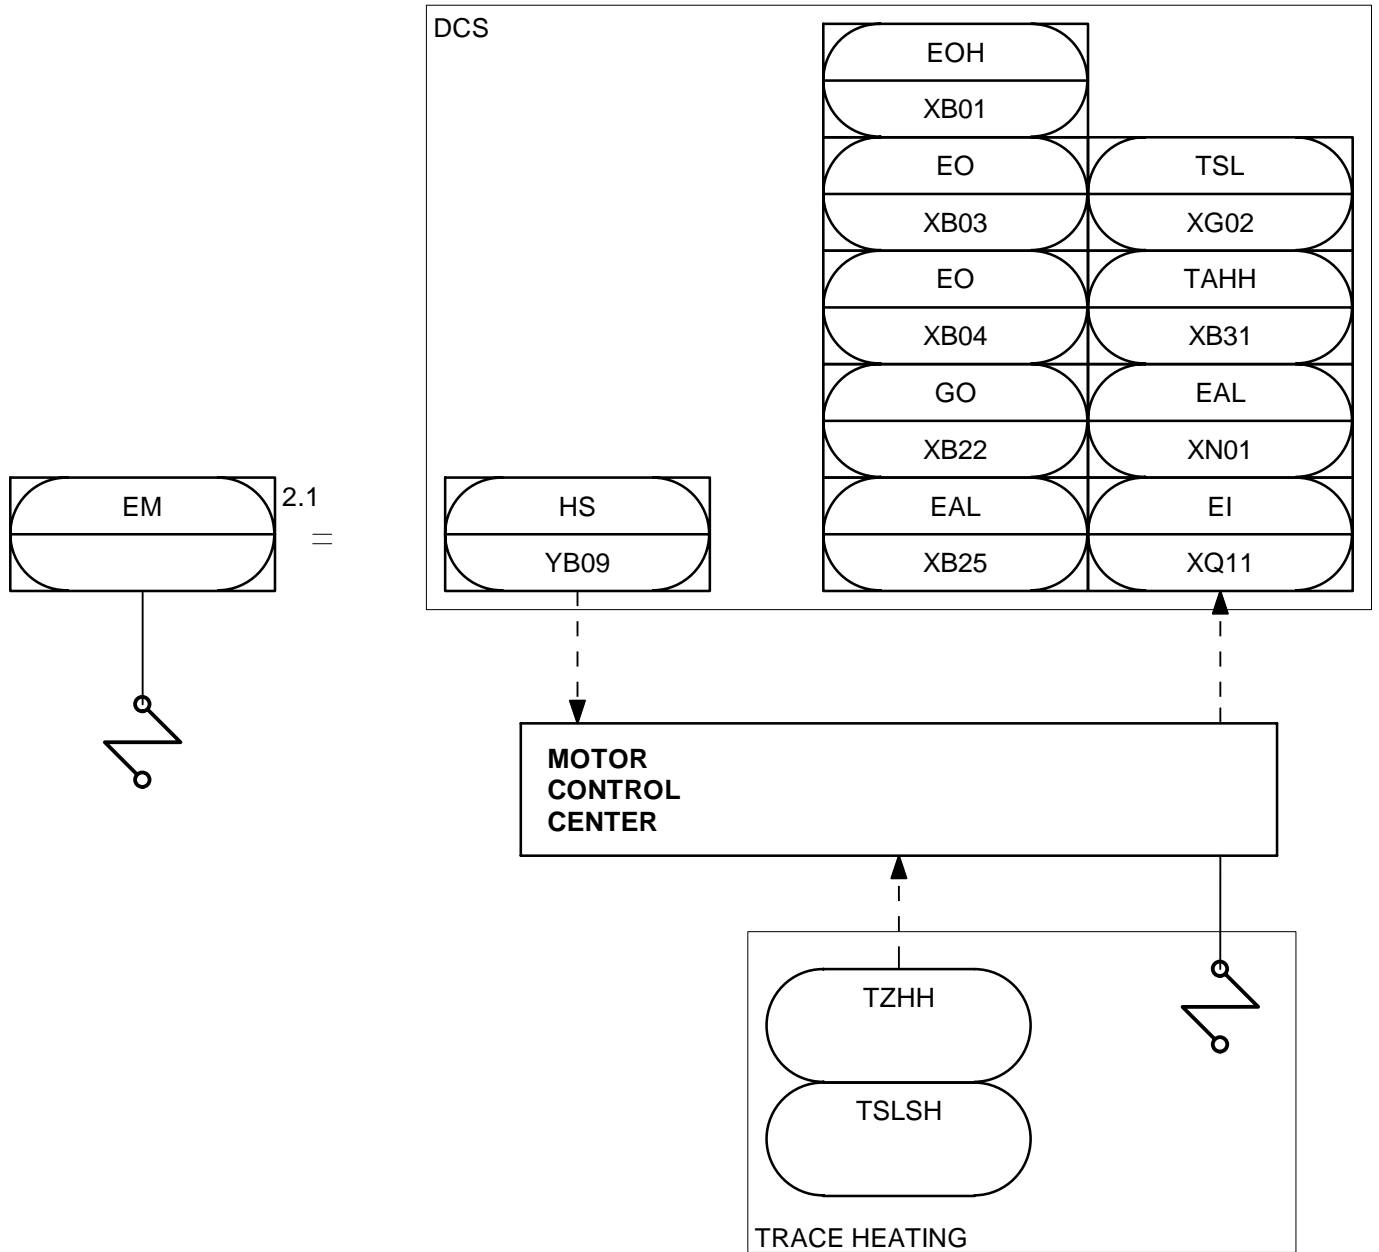 DCS
EOH
XB01
EO
TSL
XB03
XG02
EO
TAHH
XB04
XB31
GO
EAL
XB22
XN01
EM
2.1
=
HS
YB09
EAL
EI
XB25
XQ11
MOTOR
CONTROL
CENTER
TZHH
TSLSH
TRACE HEATING